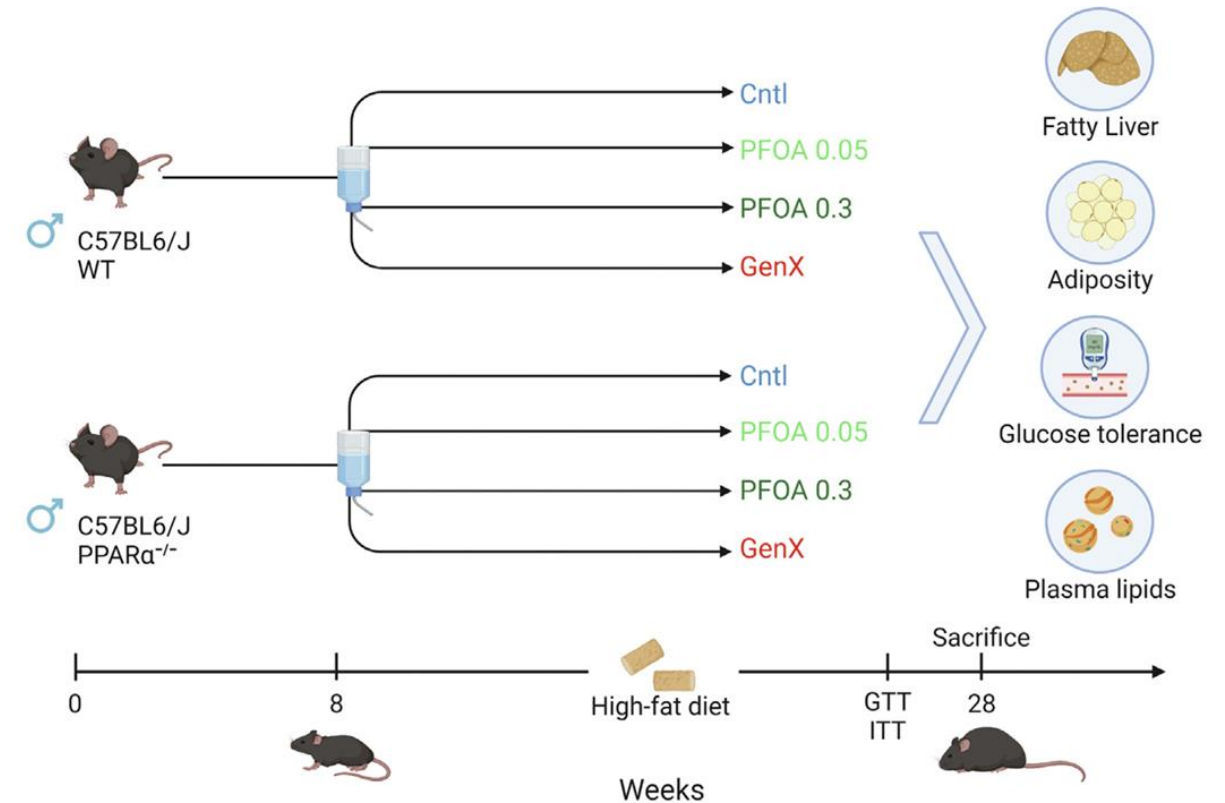 Cntl
PFOA 0.05
PFOA 0.3
GenX
C57BL6/J
WT
Cntl
PFOA 0.05
PFOA 0.3
GenX
C57BL6/J
PPARα⁻/⁻
Fatty Liver
Adiposity
Glucose tolerance
Plasma lipids
Sacrifice
0
8
High-fat diet
GTT
ITT
28
Weeks